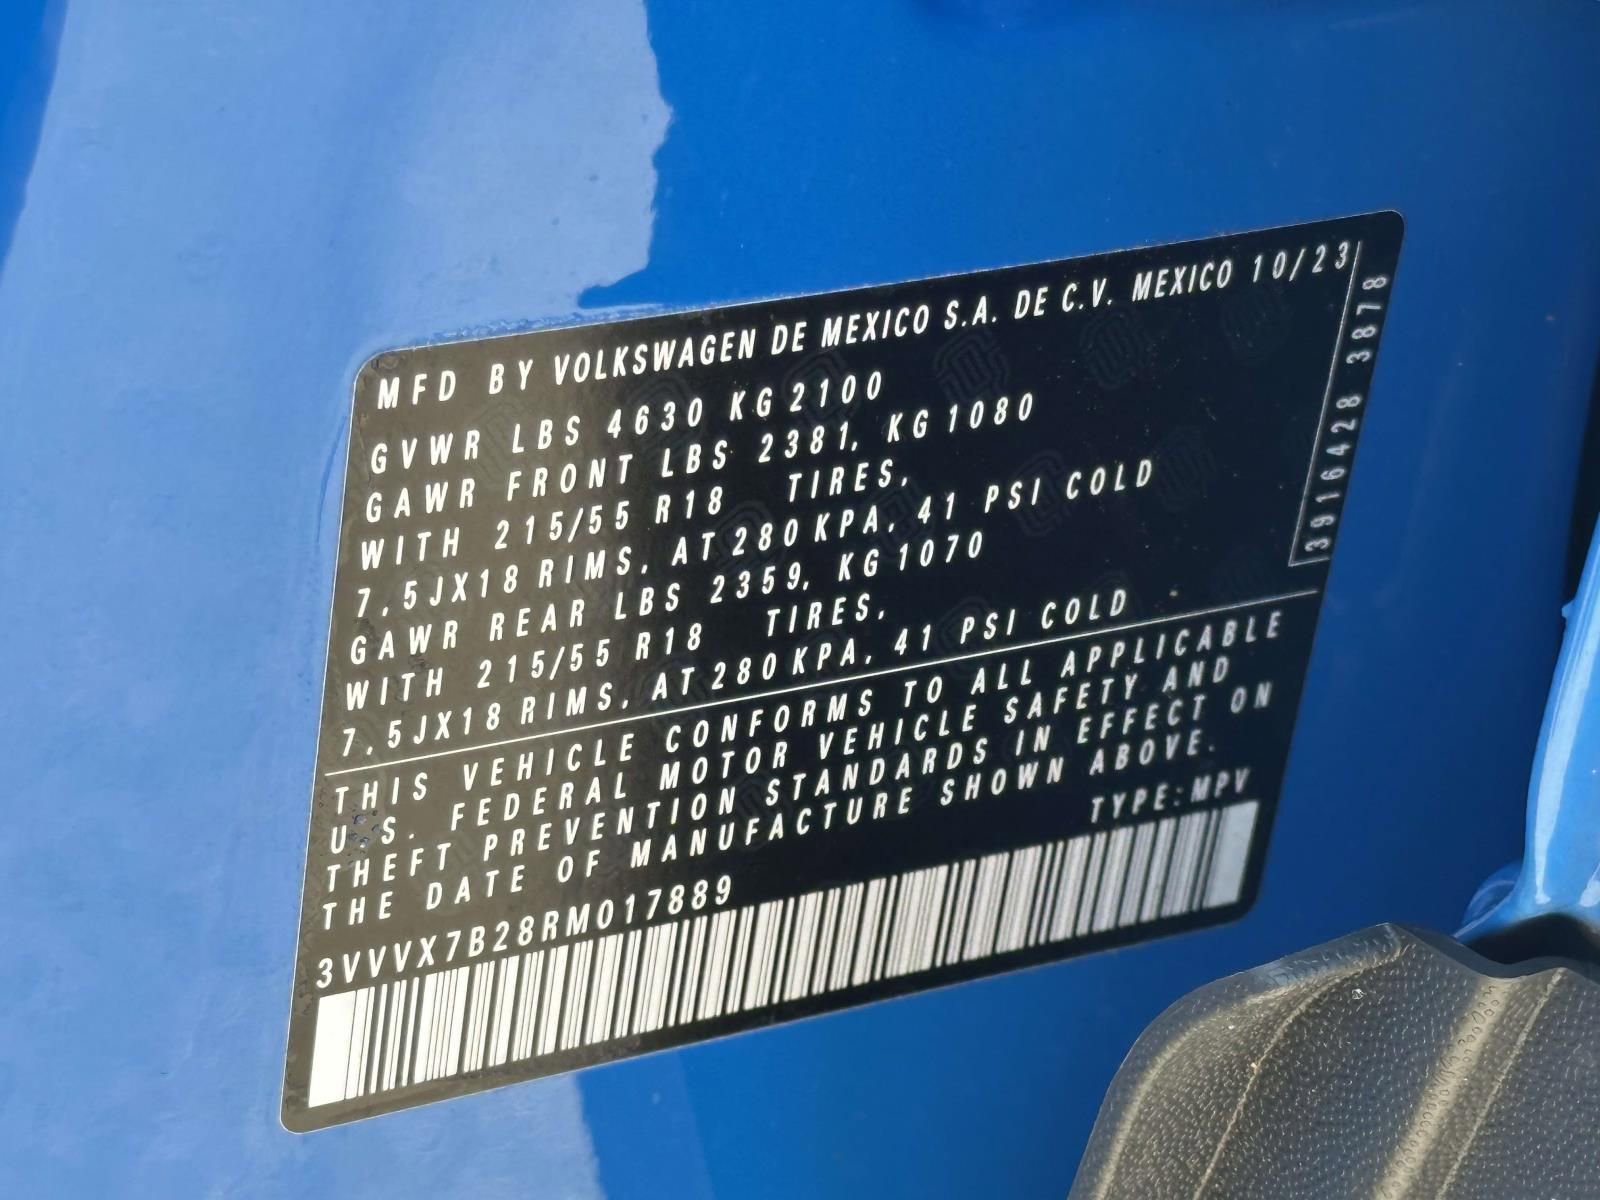 MFD BY VOLKSWAGEN DE MEXICO S.A. DE C.V. MEXICO 10/23
GVWR LBS 4630 KG 2100
GAWR FRONT LBS 2381, KG 1080
WITH 215/55 R18 TIRES,
7.5JX18 RIMS, AT 280 KPA, 41 PSI COLD
GAWR REAR LBS 2359, KG 1070
WITH 215/55 R18 TIRES,
7.5JX18 RIMS, AT 280 KPA, 41 PSI COLD
THIS VEHICLE CONFORMS TO ALL APPLICABLE
U.S. FEDERAL MOTOR VEHICLE SAFETY AND
THEFT PREVENTION STANDARDS IN EFFECT ON
THE DATE OF MANUFACTURE SHOWN ABOVE.
TYPE: MPV
3VVVX7B28RM017889
3916428 3878